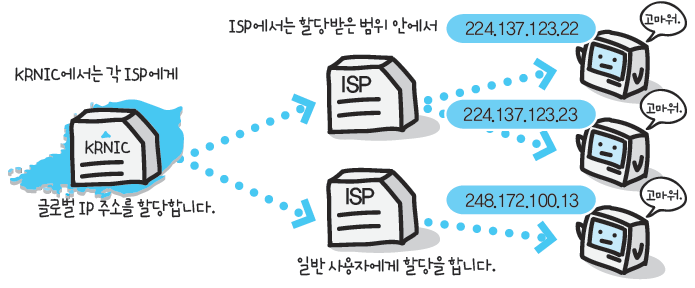 KRNIC에서는 각 ISP에게
KRNIC
글로벌 IP 주소를 할당합니다.
ISP에서는 할당받은 범위 안에서
ISP
ISP
일반 사용자에게 할당을 합니다.
224.137.123.22
고마워.
224.137.123.23
고마워.
248.172.100.13
고마워.